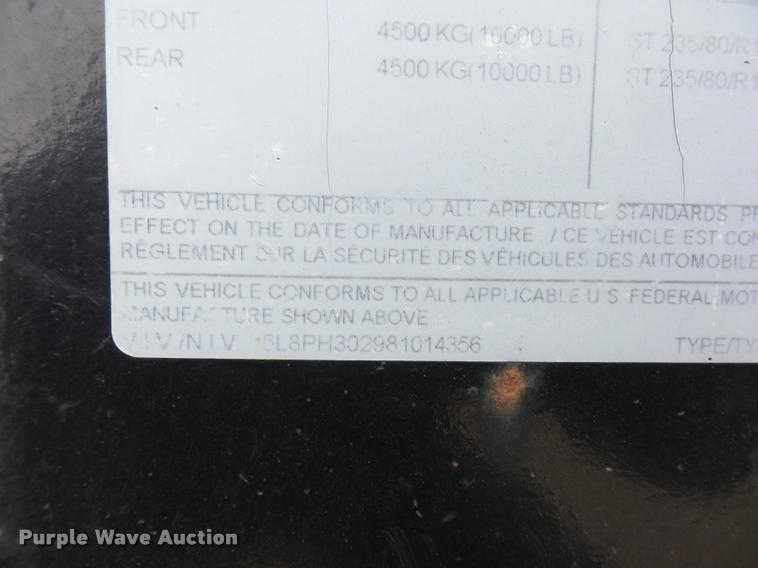 FRONT 4500 KG(10000 LB) ST 235/80/R1
REAR 4500 KG(10000 LB) ST 235/80/R1
THIS VEHICLE CONFORMS TO ALL APPLICABLE STANDARDS PR
EFFECT ON THE DATE OF MANUFACTURE. / CE VÉHICLE EST CON
RÉGLEMENT SUR LA SÉCURITÉ DES VÉHICULES DES AUTOMOBILE
THIS VEHICLE CONFORMS TO ALL APPLICABLE U S FEDERAL MOT
MANUFACTURE SHOWN ABOVE
V.I.V./N.I.V. 5L8PH302981014356 TYPE/TY
Purple Wave Auction